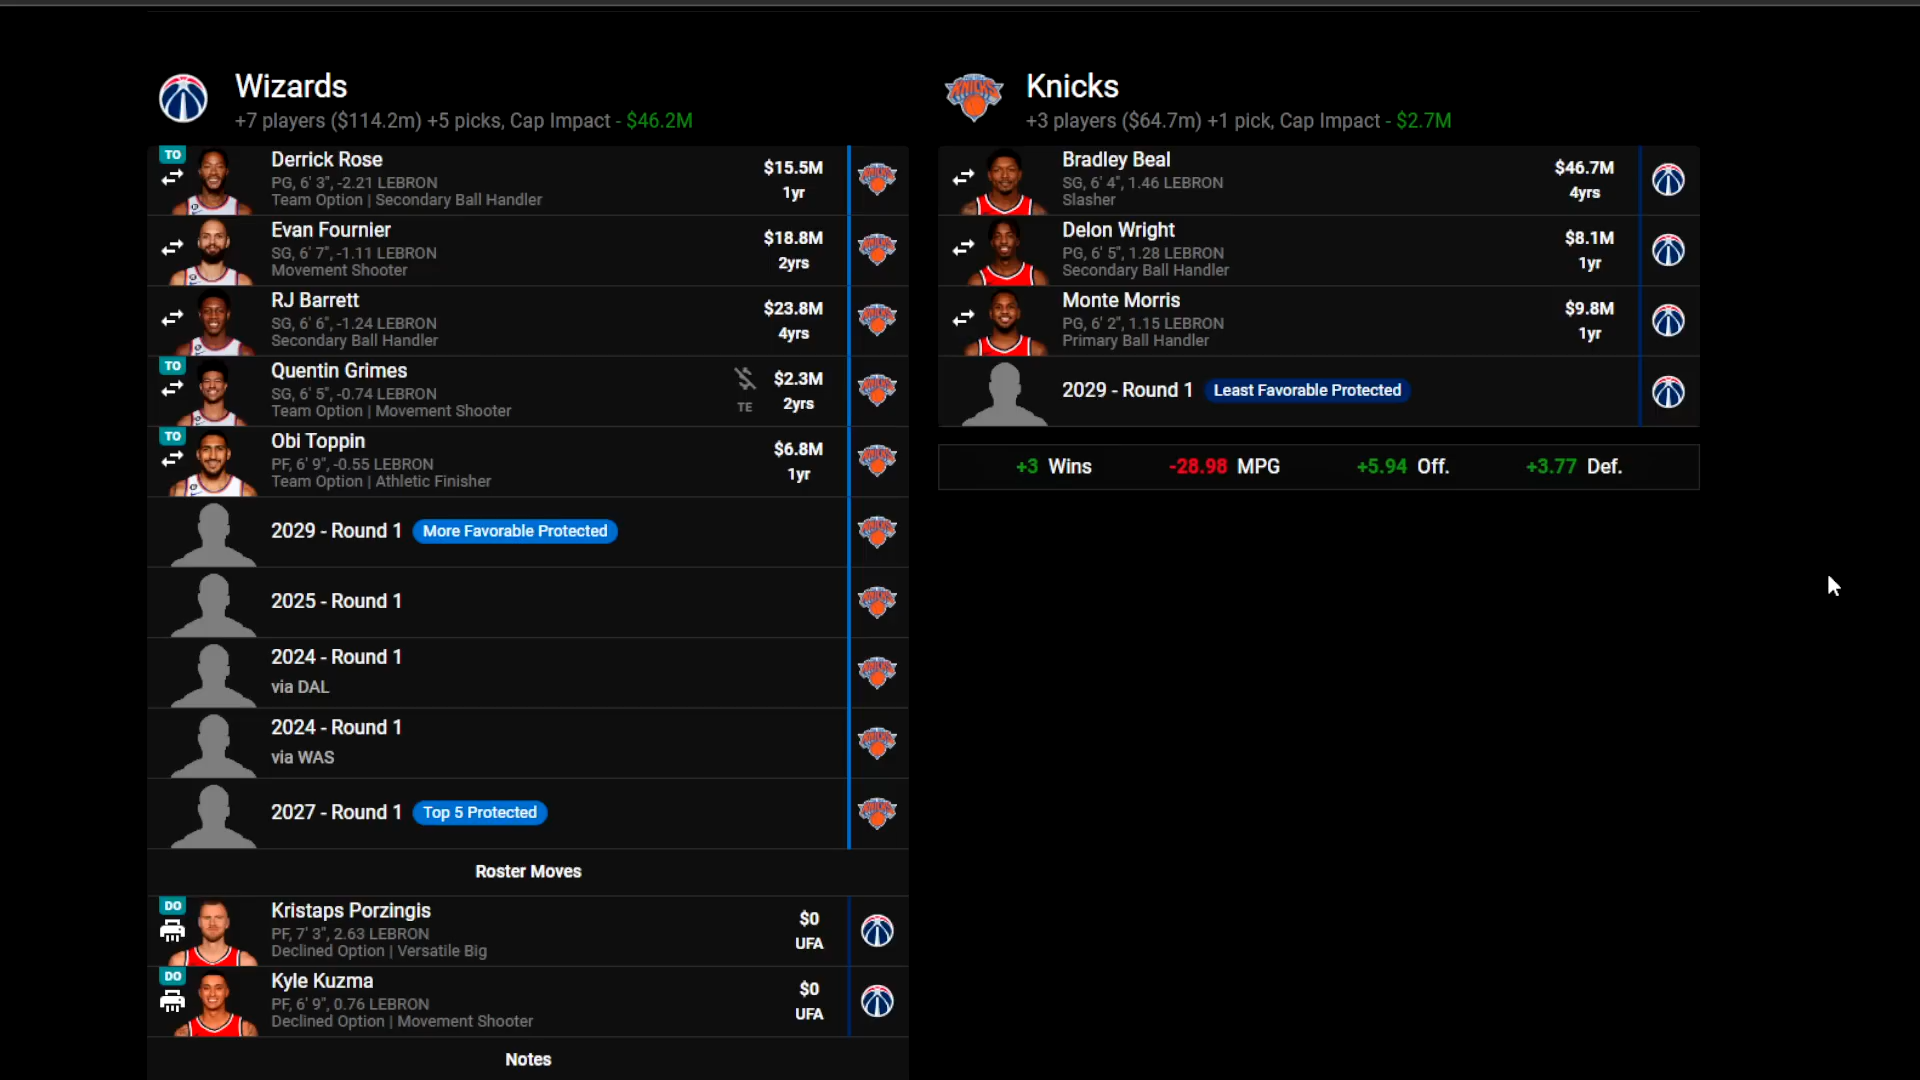 Wizards
+7 players ($114.2m) +5 picks, Cap Impact - $46.2M
TO
Derrick Rose
PG, 6' 3", -2.21 LEBRON
Team Option | Secondary Ball Handler
$15.5M
1yr
Evan Fournier
SG, 6' 7", -1.11 LEBRON
Movement Shooter
$18.8M
2yrs
RJ Barrett
SG, 6' 6", -1.24 LEBRON
Secondary Ball Handler
$23.8M
4yrs
TO
Quentin Grimes
SG, 6' 5", -0.74 LEBRON
Team Option | Movement Shooter
TE
$2.3M
2yrs
TO
Obi Toppin
PF, 6' 9", -0.55 LEBRON
Team Option | Athletic Finisher
$6.8M
1yr
2029 - Round 1 More Favorable Protected
2025 - Round 1
2024 - Round 1
via DAL
2024 - Round 1
via WAS
2027 - Round 1 Top 5 Protected
Roster Moves
DO
Kristaps Porzingis
PF, 7' 3", 2.63 LEBRON
Declined Option | Versatile Big
$0
UFA
DO
Kyle Kuzma
PF, 6' 9", 0.76 LEBRON
Declined Option | Movement Shooter
$0
UFA
Notes
KNICKS
Knicks
+3 players ($64.7m) +1 pick, Cap Impact - $2.7M
Bradley Beal
SG, 6' 4", 1.46 LEBRON
Slasher
$46.7M
4yrs
Delon Wright
PG, 6' 5", 1.28 LEBRON
Secondary Ball Handler
$8.1M
1yr
Monte Morris
PG, 6' 2", 1.15 LEBRON
Primary Ball Handler
$9.8M
1yr
2029 - Round 1 Least Favorable Protected
+3 Wins -28.98 MPG +5.94 Off. +3.77 Def.